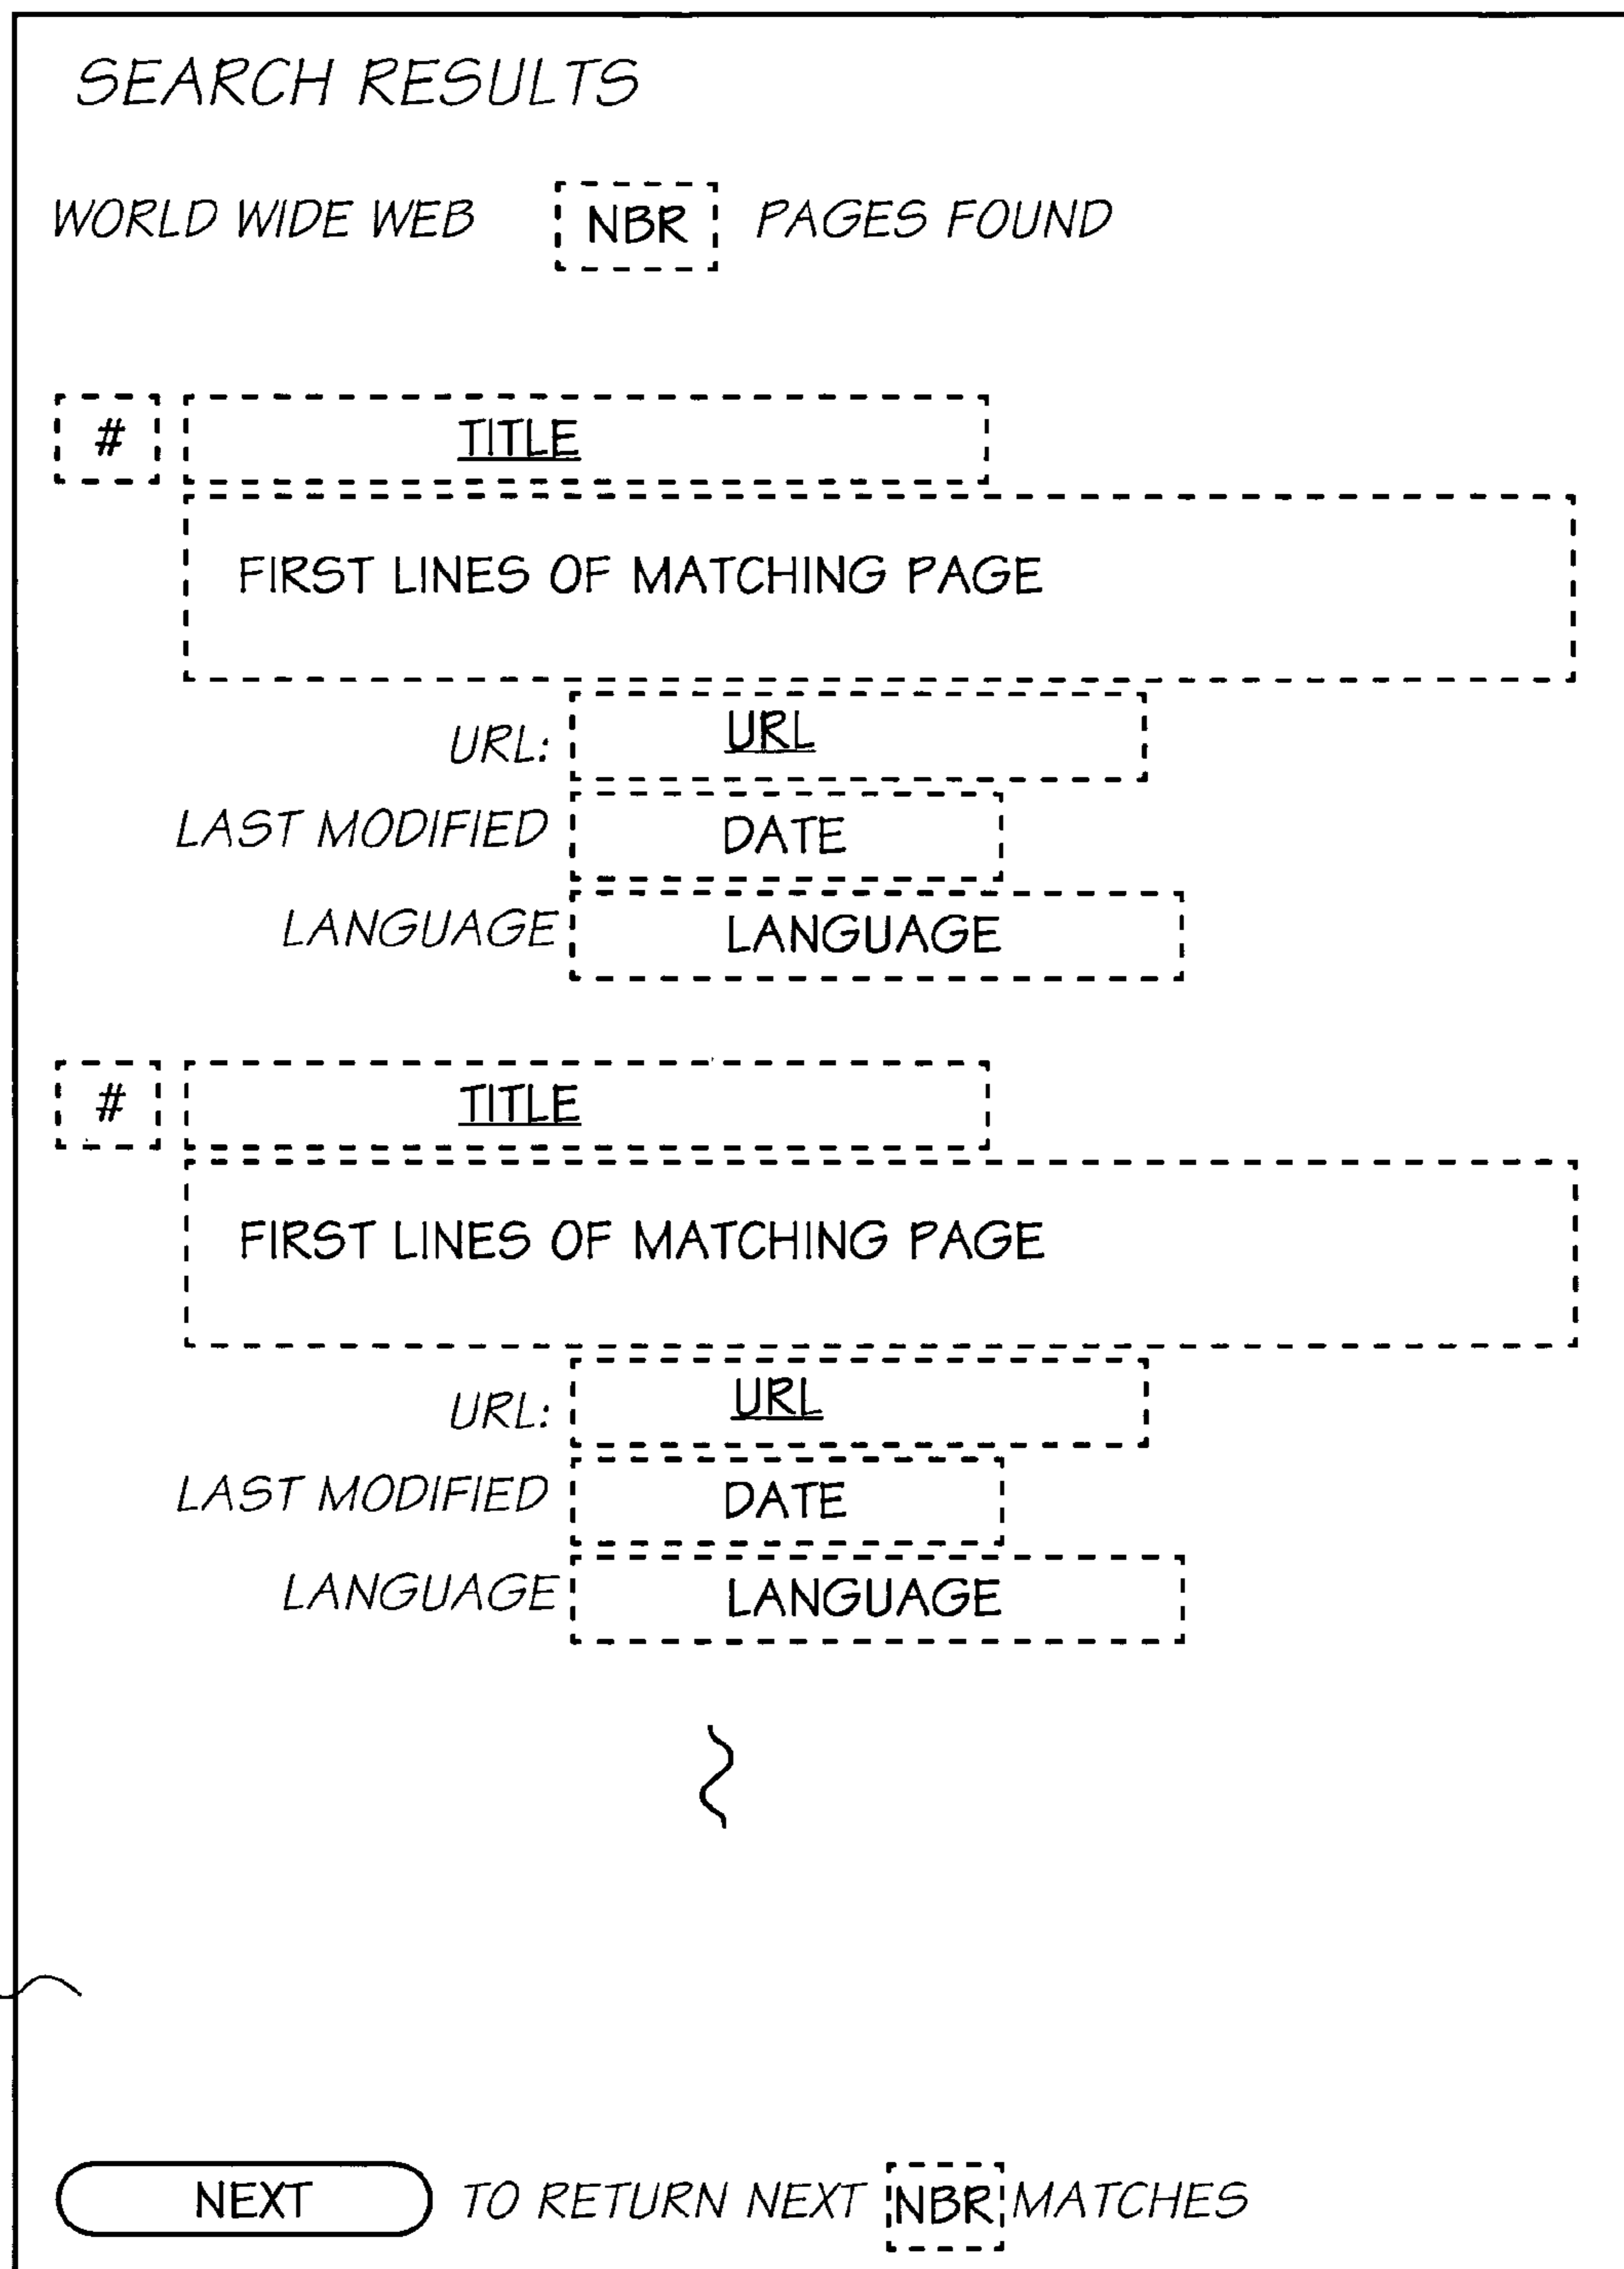 SEARCH RESULTS
WORLD WIDE WEB NBR PAGES FOUND
# TITLE
FIRST LINES OF MATCHING PAGE
URL: URL
LAST MODIFIED DATE
LANGUAGE LANGUAGE
# TITLE
FIRST LINES OF MATCHING PAGE
URL: URL
LAST MODIFIED DATE
LANGUAGE LANGUAGE
NEXT TO RETURN NEXT NBR MATCHES